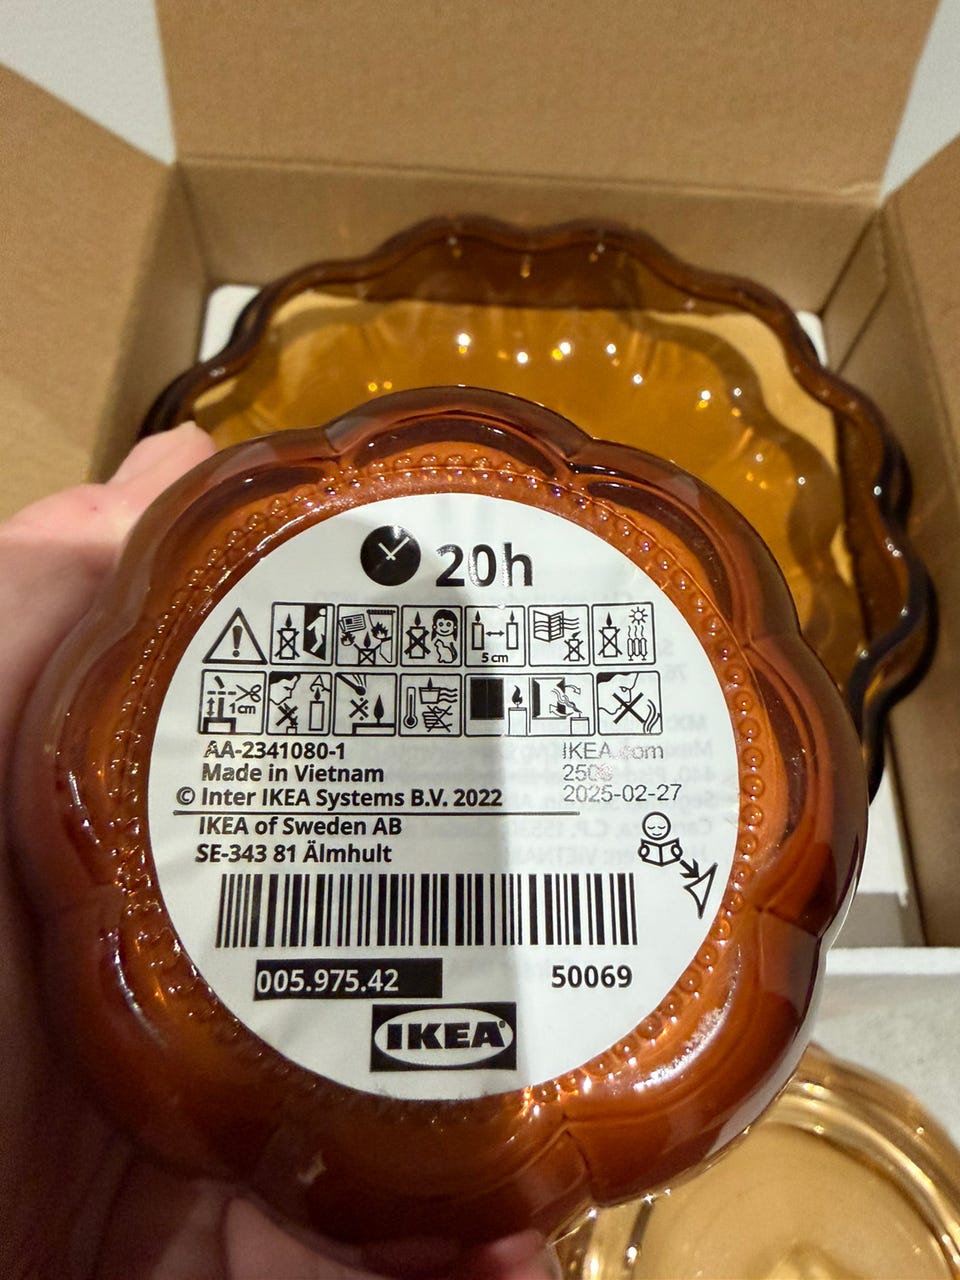 20h
5 cm
1cm
AA-2341080-1
Made in Vietnam
© Inter IKEA Systems B.V. 2022
IKEA.com
2025-02-27
IKEA of Sweden AB
SE-343 81 Älmhult
005.975.42
50069
IKEA®